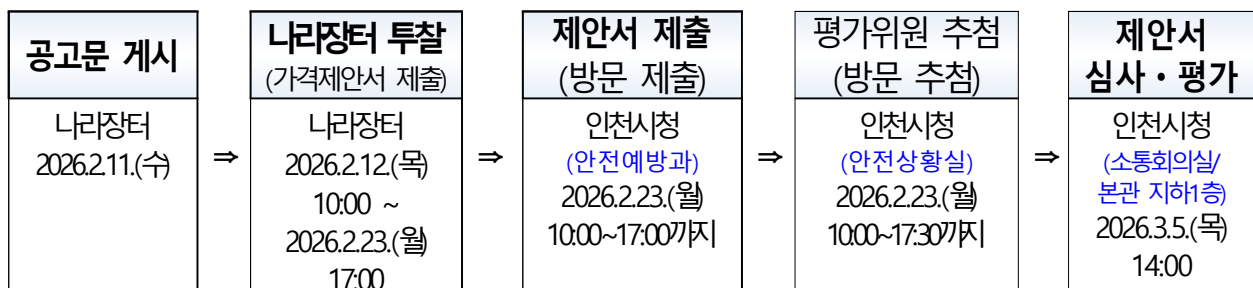 공고문 게시
나라장터
2026.2.11.(수)
⇒
나라장터 투찰
(가격제안서 제출)
나라장터
2026.2.12.(목)
10:00 ~
2026.2.23.(월)
17:00
⇒
제안서 제출
(방문 제출)
인천시청
(안전예방과)
2026.2.23.(월)
10:00~17:00까지
⇒
평가위원 추첨
(방문 추첨)
인천시청
(안전상황실)
2026.2.23.(월)
10:00~17:30까지
⇒
제안서
심사・평가
인천시청
(소통회의실/
본관 지하1층)
2026.3.5.(목)
14:00